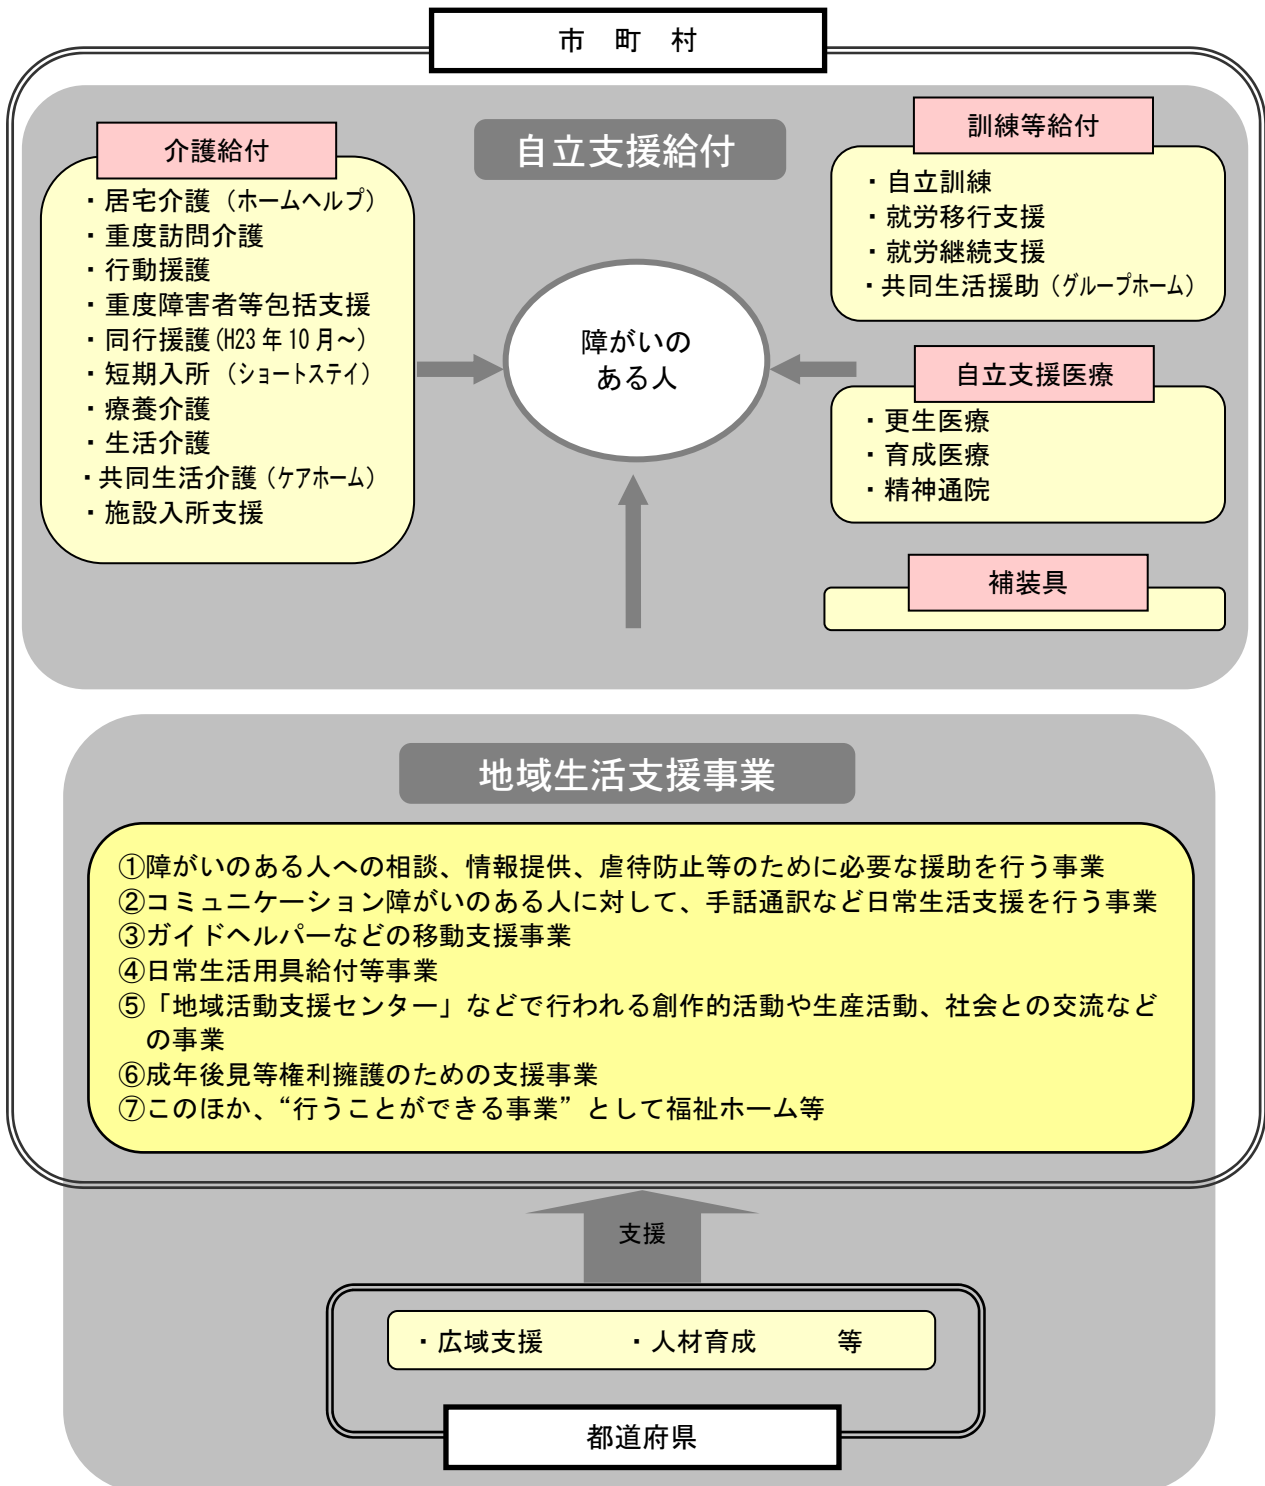 市　町　村
自立支援給付
介護給付
・居宅介護（ホームヘルプ）
・重度訪問介護
・行動援護
・重度障害者等包括支援
・同行援護(H23年10月～)
・短期入所（ショートステイ）
・療養介護
・生活介護
・共同生活介護（ケアホーム）
・施設入所支援
障がいの
ある人
訓練等給付
・自立訓練
・就労移行支援
・就労継続支援
・共同生活援助（グループホーム）
自立支援医療
・更生医療
・育成医療
・精神通院
補装具
地域生活支援事業
①障がいのある人への相談、情報提供、虐待防止等のために必要な援助を行う事業
②コミュニケーション障がいのある人に対して、手話通訳など日常生活支援を行う事業
③ガイドヘルパーなどの移動支援事業
④日常生活用具給付等事業
⑤「地域活動支援センター」などで行われる創作的活動や生産活動、社会との交流など
の事業
⑥成年後見等権利擁護のための支援事業
⑦このほか、“行うことができる事業”として福祉ホーム等
支援
・広域支援　　　・人材育成　　　等
都道府県